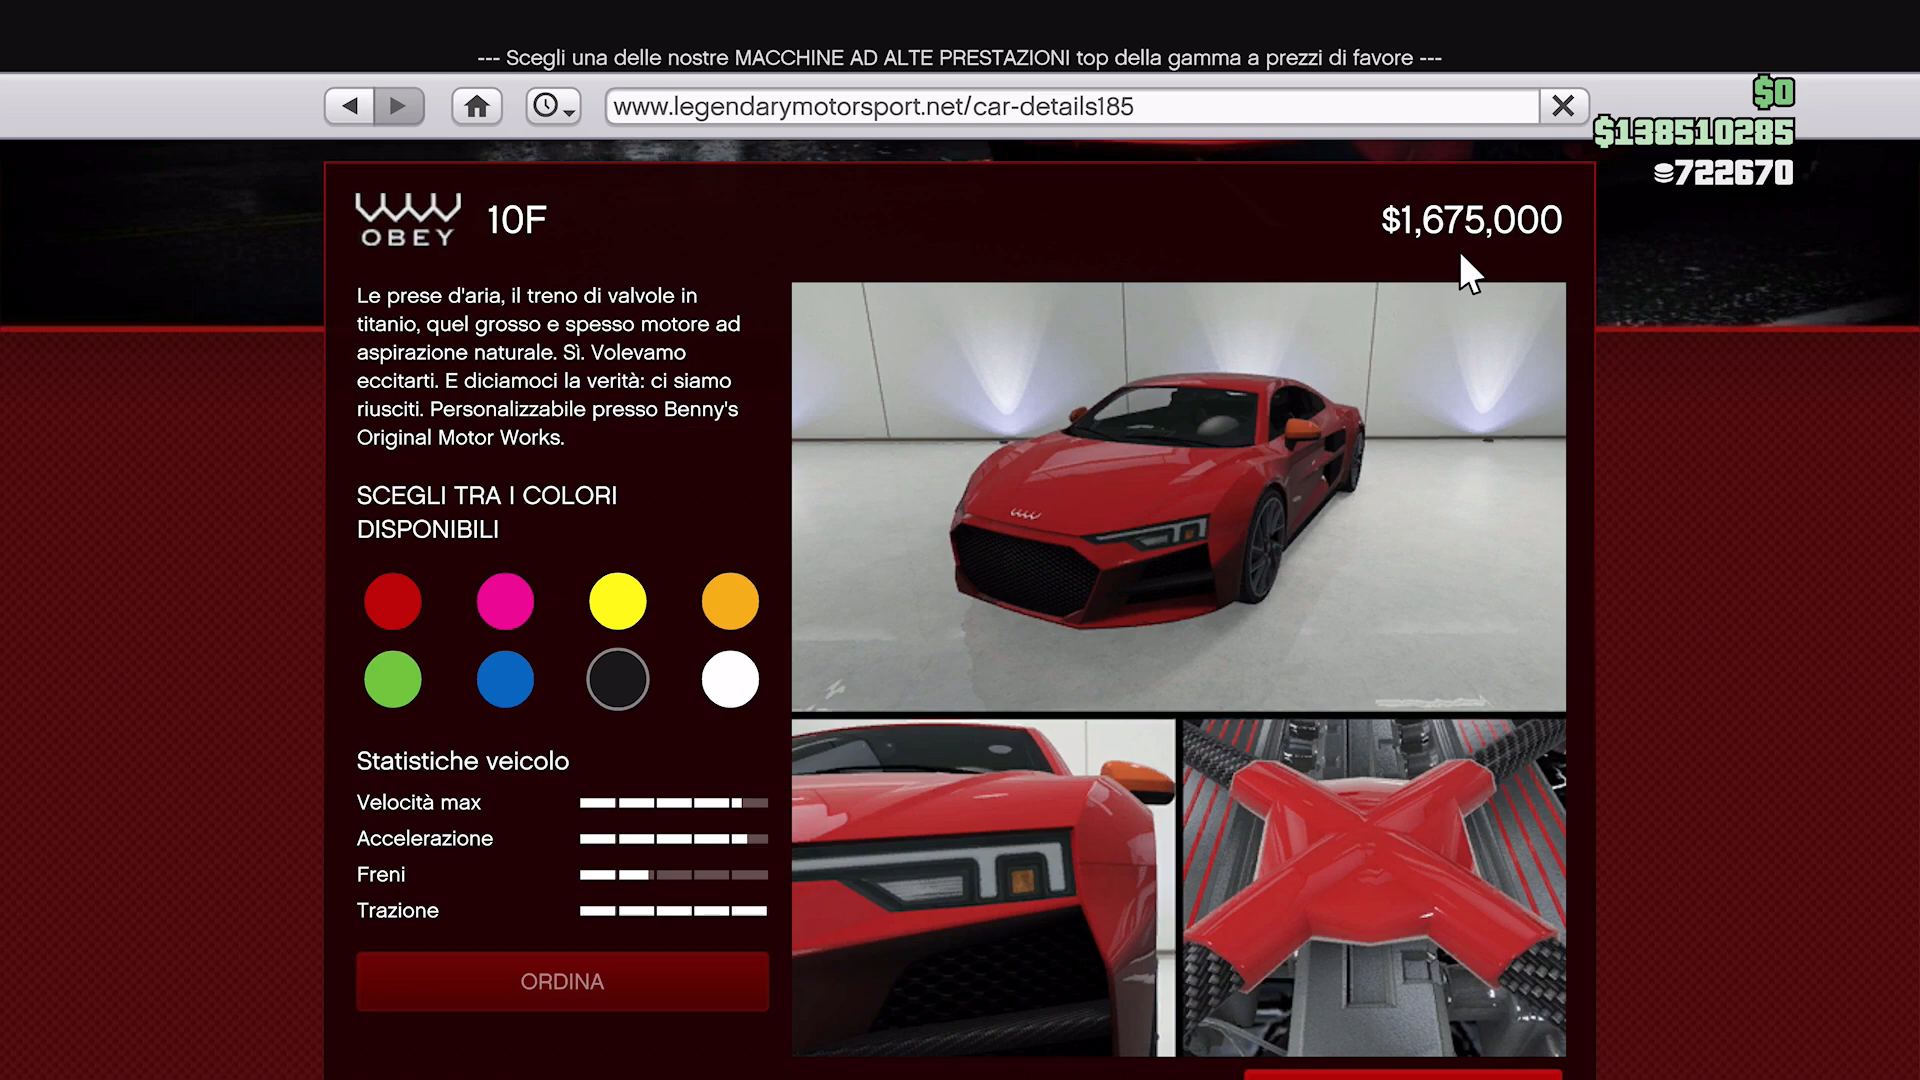 --- Scegli una delle nostre MACCHINE AD ALTE PRESTAZIONI top della gamma a prezzi di favore ---
www.legendarymotorsport.net/car-details185
$0
$138510285
722670
OBEY
10F
$1,675,000
Le prese d'aria, il treno di valvole in
titanio, quel grosso e spesso motore ad
aspirazione naturale. Sì. Volevamo
eccitarti. E diciamoci la verità: ci siamo
riusciti. Personalizzabile presso Benny's
Original Motor Works.
SCEGLI TRA I COLORI
DISPONIBILI
Statistiche veicolo
Velocità max
Accelerazione
Freni
Trazione
ORDINA